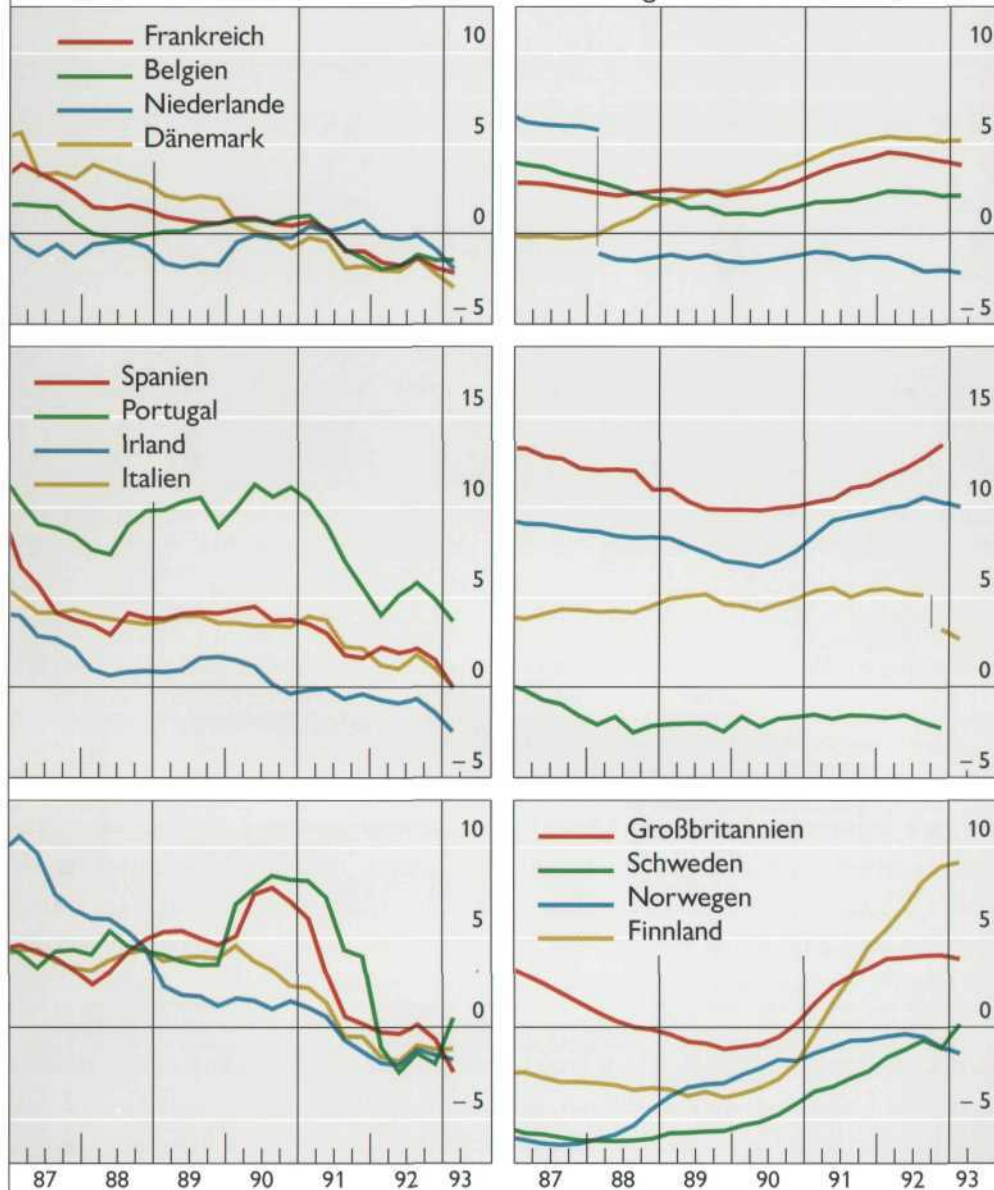 Frankreich
Belgien
Niederlande
Dänemark
10
5
0
– 5
10
5
0
– 5
Spanien
Portugal
Irland
Italien
15
10
5
0
– 5
15
10
5
0
– 5
10
5
0
– 5
Großbritannien
Schweden
Norwegen
Finnland
10
5
0
– 5
87 88 89 90 91 92 93
87 88 89 90 91 92 93